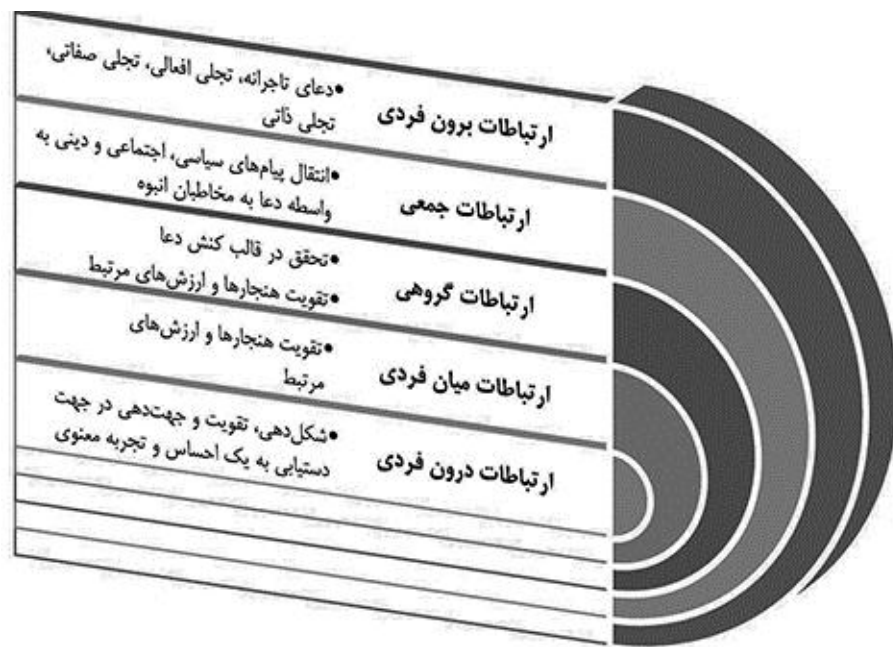 ارتباطات برون فردی
•دعای تاجرانه، تجلی افعالی، تجلی صفاتی،
تجلی ذاتی
ارتباطات جمعی
•انتقال پیام‌های سیاسی، اجتماعی و دینی به
واسطه دعا به مخاطبان انبوه
ارتباطات گروهی
•تحقق در قالب کنش دعا
•تقویت هنجارها و ارزش‌های مرتبط
ارتباطات میان فردی
•تقویت هنجارها و ارزش‌های
مرتبط
ارتباطات درون فردی
•شکل‌دهی، تقویت و جهت‌دهی در جهت
دستیابی به یک احساس و تجربه معنوی